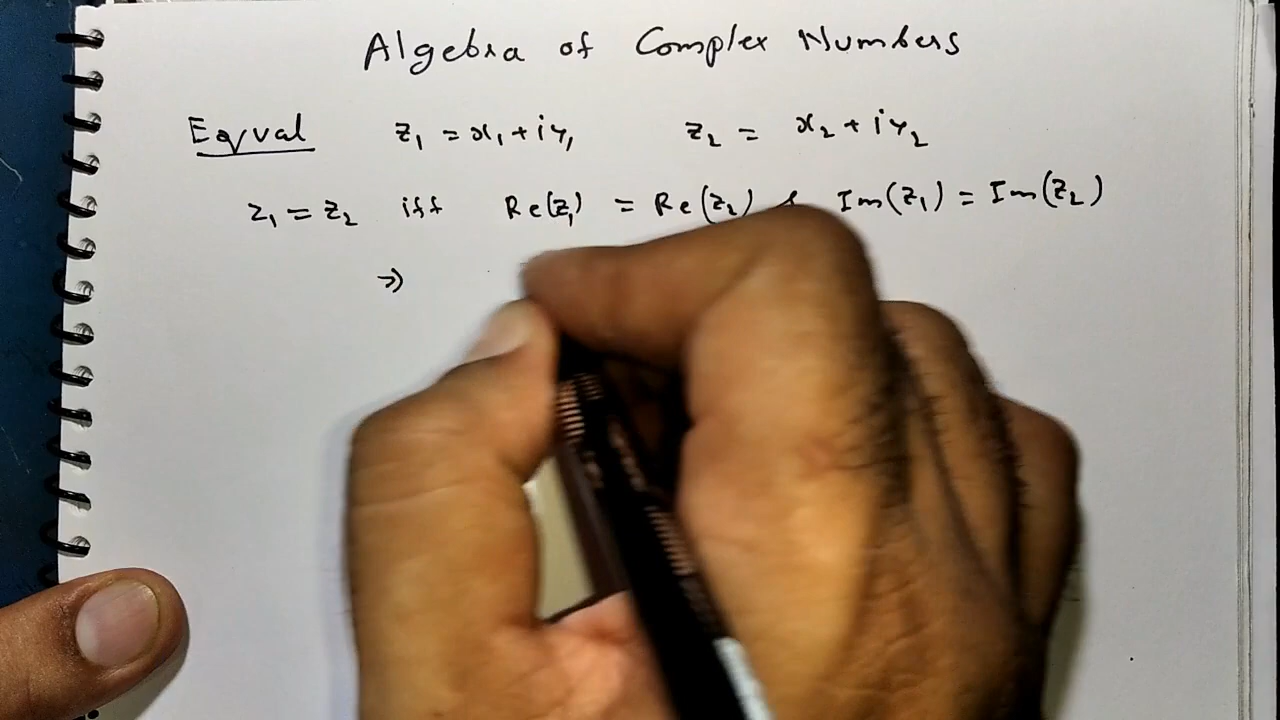 Algebra of Complex Numbers
Equal z₁ = x₁ + iy₁ z₂ = x₂ + iy₂
z₁ = z₂ iff Re(z₁) = Re(z₂) & Im(z₁) = Im(z₂)
⇒